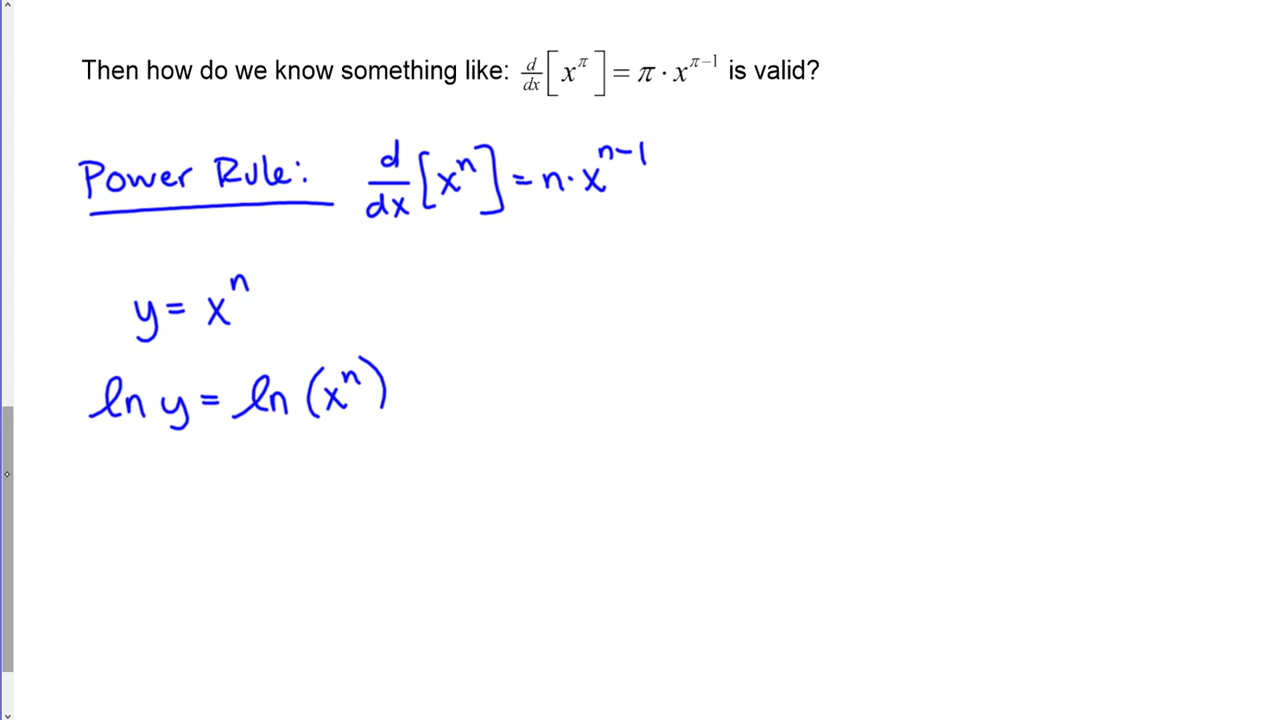 Then how do we know something like: d/dx[x^π] = π · x^(π−1) is valid?
Power Rule: d/dx[x^n] = n · x^(n−1)
y = x^n
ln y = ln (x^n)